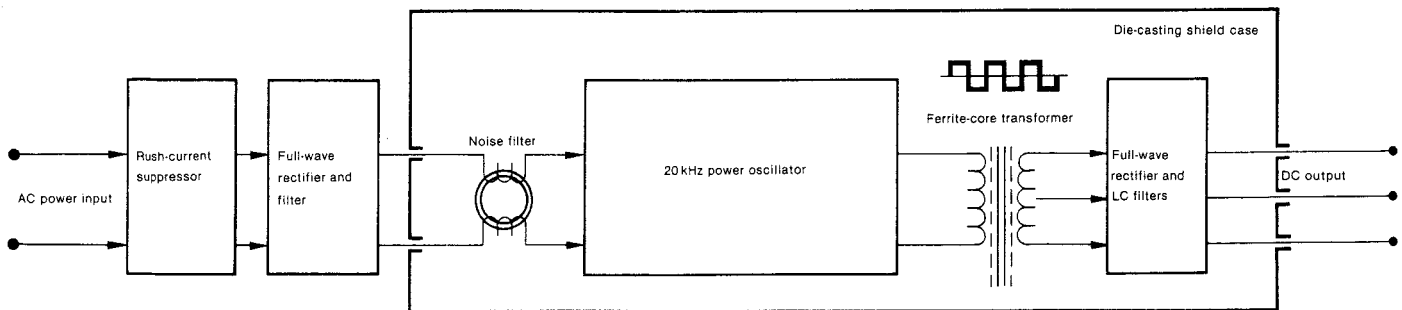 Die-casting shield case
Ferrite-core transformer
Noise filter
AC power input
Rush-current
suppressor
Full-wave
rectifier and
filter
20 kHz power oscillator
Full-wave
rectifier and
LC filters
DC output